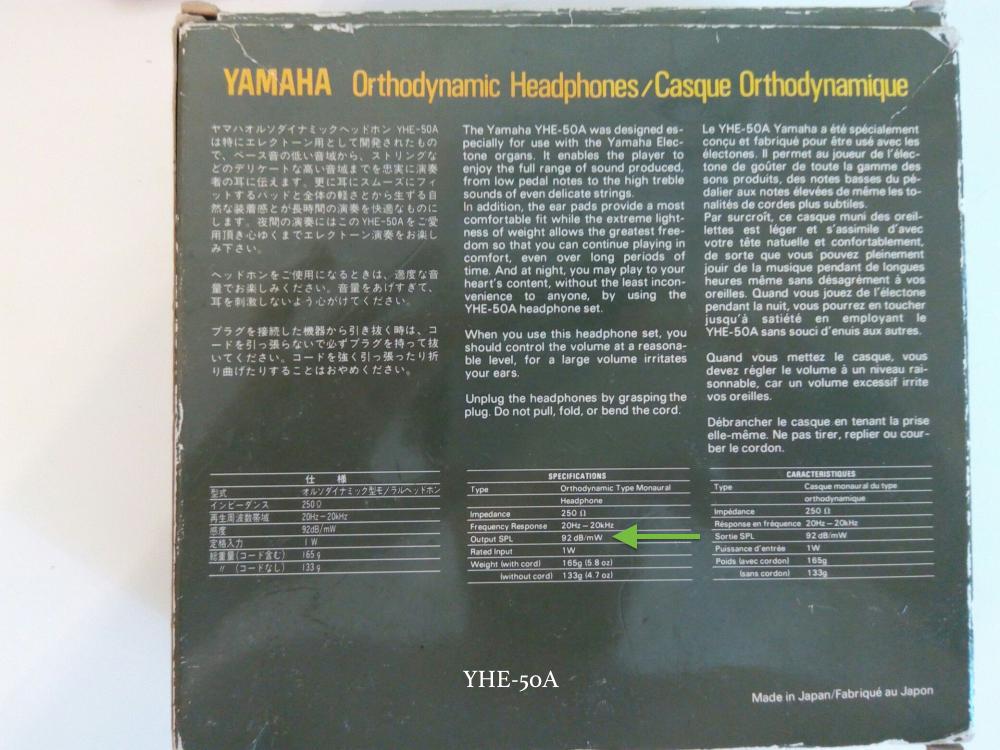 YAMAHA Orthodynamic Headphones/Casque Orthodynamique
ヤマハオルソダイナミックヘッドホン YHE-50A
は特にエレクトーン用として開発されたもの
で、ベース音の低い音域から、ストリングな
どのデリケートな高い音域までを忠実に演奏
者の耳に伝えます。更に耳にスムーズにフィ
ットするパッドと全体の軽さとから生ずる自
然な装着感とが長時間の演奏を快適なものに
します。夜間の演奏にはこのYHE-50Aをご愛
用頂き心ゆくまでエレクトーン演奏をお楽し
み下さい。
ヘッドホンをご使用になるときは、適度な音
量でお楽しみください。音量をあげすぎて、
耳を刺激しないよう心がけてください。
プラグを接続した機器から引き抜く時は、コ
ードを引っ張らないで必ずプラグを持って抜
いてください。コードを強く引っ張ったり折
り曲げたりすることはおやめください。
The Yamaha YHE-50A was designed es-
pecially for use with the Yamaha Elec-
tone organs. It enables the player to
enjoy the full range of sound produced,
from low pedal notes to the high treble
sounds of even delicate strings.
In addition, the ear pads provide a most
comfortable fit while the extreme light-
ness of weight allows the greatest free-
dom so that you can continue playing in
comfort, even over long periods of
time. And at night, you may play to your
heart's content, without the least incon-
venience to anyone, by using the
YHE-50A headphone set.
When you use this headphone set, you
should control the volume at a reasona-
ble level, for a large volume irritates
your ears.
Unplug the headphones by grasping the
plug. Do not pull, fold, or bend the cord.
Le YHE-50A Yamaha a été spécialement
conçu et fabriqué pour être usé avec les
électones. Il permet au joueur de l'élec-
tone de goûter de toute la gamme des
sons produits, des notes basses du pé-
dalier aux notes élevées de même les to-
nalités de cordes plus subtiles.
Par surcroît, ce casque muni des oreil-
lettes est léger et s'assimile d'avec
votre tête naturelle et confortablement,
de sorte que vous pouvez pleinement
jouir de la musique pendant de longues
heures même sans désagrément à vos
oreilles. Quand vous jouez de l'électone
pendant la nuit, vous pourrez en toucher
jusqu'à satiété en employant le
YHE-50A sans souci d'enuis aux autres.
Quand vous mettez le casque, vous
devez régler le volume à un niveau rai-
sonnable, car un volume excessif irrite
vos oreilles.
Débrancher le casque en tenant la prise
elle-même. Ne pas tirer, replier ou cour-
ber le cordon.
仕 様
型式 オルソダイナミック型モノラルヘッドホン
インピーダンス 250Ω
再生周波数帯域 20Hz–20kHz
感度 92dB/mW
定格入力 1W
総重量(コード含む) 165g
〃 (コードなし) 133g
SPECIFICATIONS
Type Orthodynamic Type Monaural
Headphone
Impedance 250 Ω
Frequency Response 20Hz–20kHz
Output SPL 92 dB/mW
Rated Input 1W
Weight (with cord) 165g (5.8 oz)
(without cord) 133g (4.7 oz)
CARACTERISTIQUES
Type Casque monaural du type
orthodynamique
Impédance 250 Ω
Réponse en fréquence 20Hz–20kHz
Sortie SPL 92 dB/mW
Puissance d'entrée 1W
Poids (avec cordon) 165g
(sans cordon) 133g
YHE-50A
Made in Japan/Fabriqué au Japon